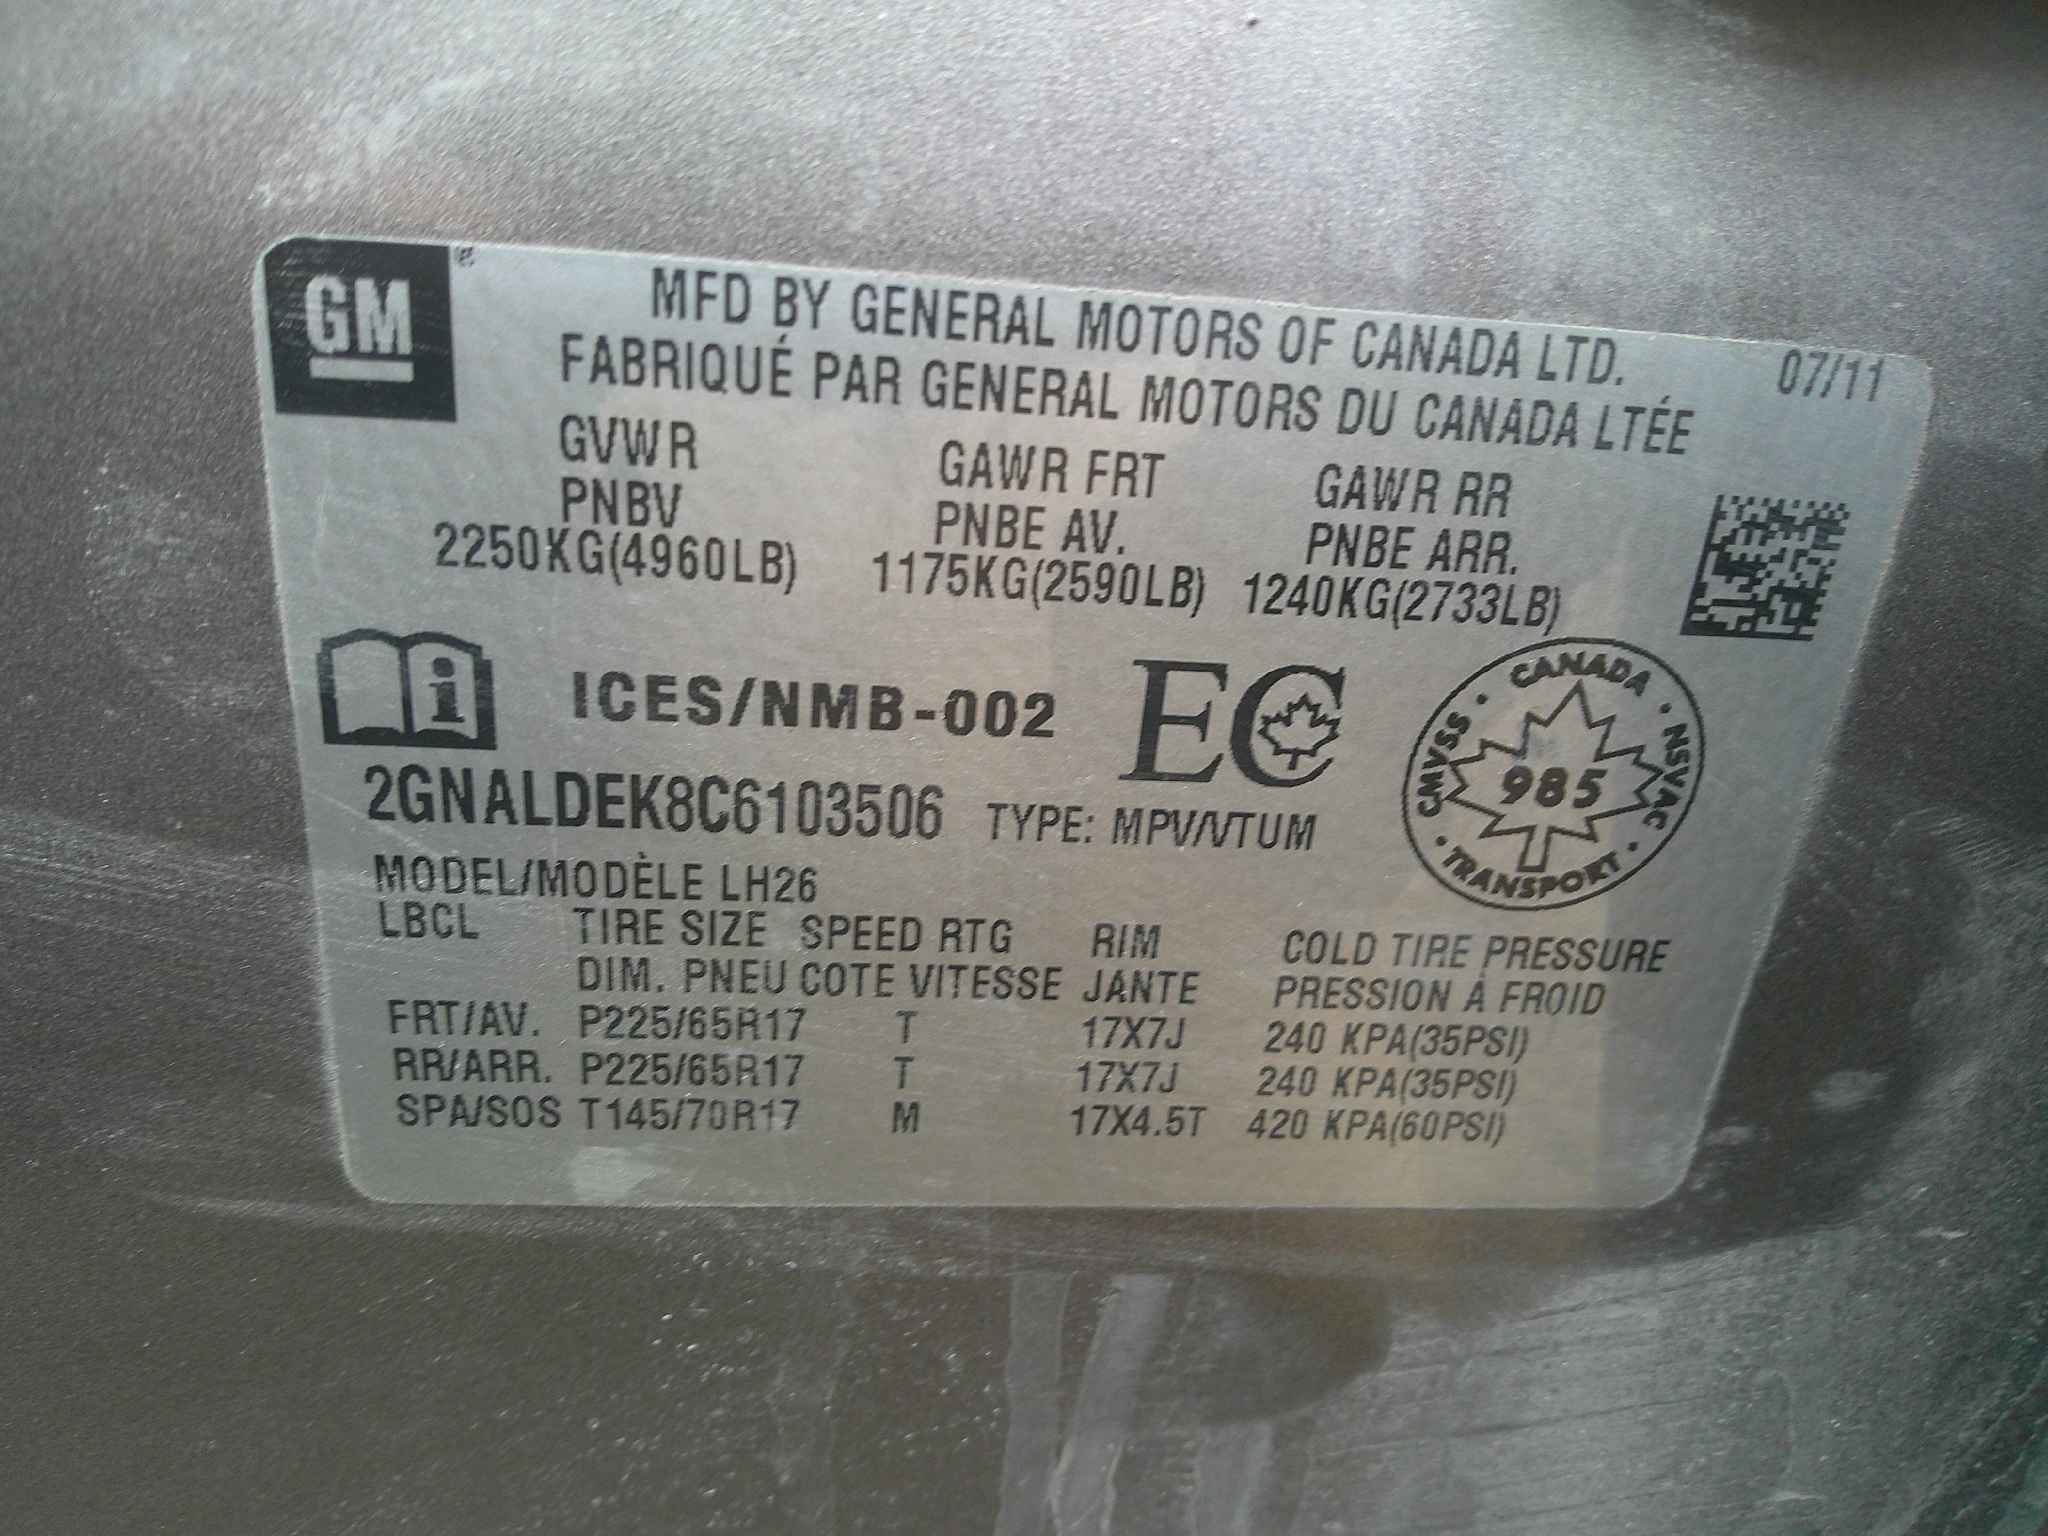 GM
MFD BY GENERAL MOTORS OF CANADA LTD. 07/11
FABRIQUÉ PAR GENERAL MOTORS DU CANADA LTÉE
GVWR GAWR FRT GAWR RR
PNBV PNBE AV. PNBE ARR.
2250KG(4960LB) 1175KG(2590LB) 1240KG(2733LB)
i ICES/NMB-002 EC
CANADA
CMVSS · 985 · NSVAC
· TRANSPORT ·
2GNALDEK8C6103506 TYPE: MPV/VTUM
MODEL/MODÈLE LH26
LBCL TIRE SIZE SPEED RTG RIM COLD TIRE PRESSURE
DIM. PNEU COTE VITESSE JANTE PRESSION À FROID
FRT/AV. P225/65R17 T 17X7J 240 KPA(35PSI)
RR/ARR. P225/65R17 T 17X7J 240 KPA(35PSI)
SPA/SOS T145/70R17 M 17X4.5T 420 KPA(60PSI)